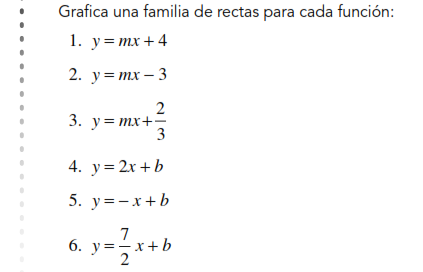 Grafica una familia de rectas para cada función:
1. y = mx + 4
2. y = mx – 3
3. y = mx + 2/3
4. y = 2x + b
5. y = – x + b
6. y = 7/2 x + b